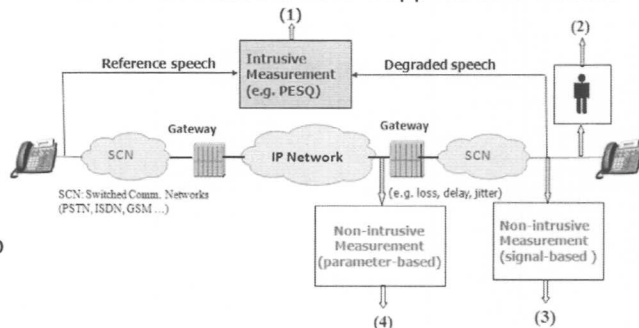 (1)
(2)
Reference speech
Intrusive
Measurement
(e.g. PESQ)
Degraded speech
Gateway
Gateway
SCN
IP Network
SCN
SCN: Switched Comm. Networks
(PSTN, ISDN, GSM ...)
(e.g. loss, delay, jitter)
Non-intrusive
Measurement
(parameter-based)
Non-intrusive
Measurement
(signal-based )
(4)
(3)